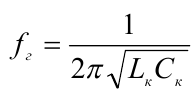 f_г = 1 / (2π√(L_к C_к))